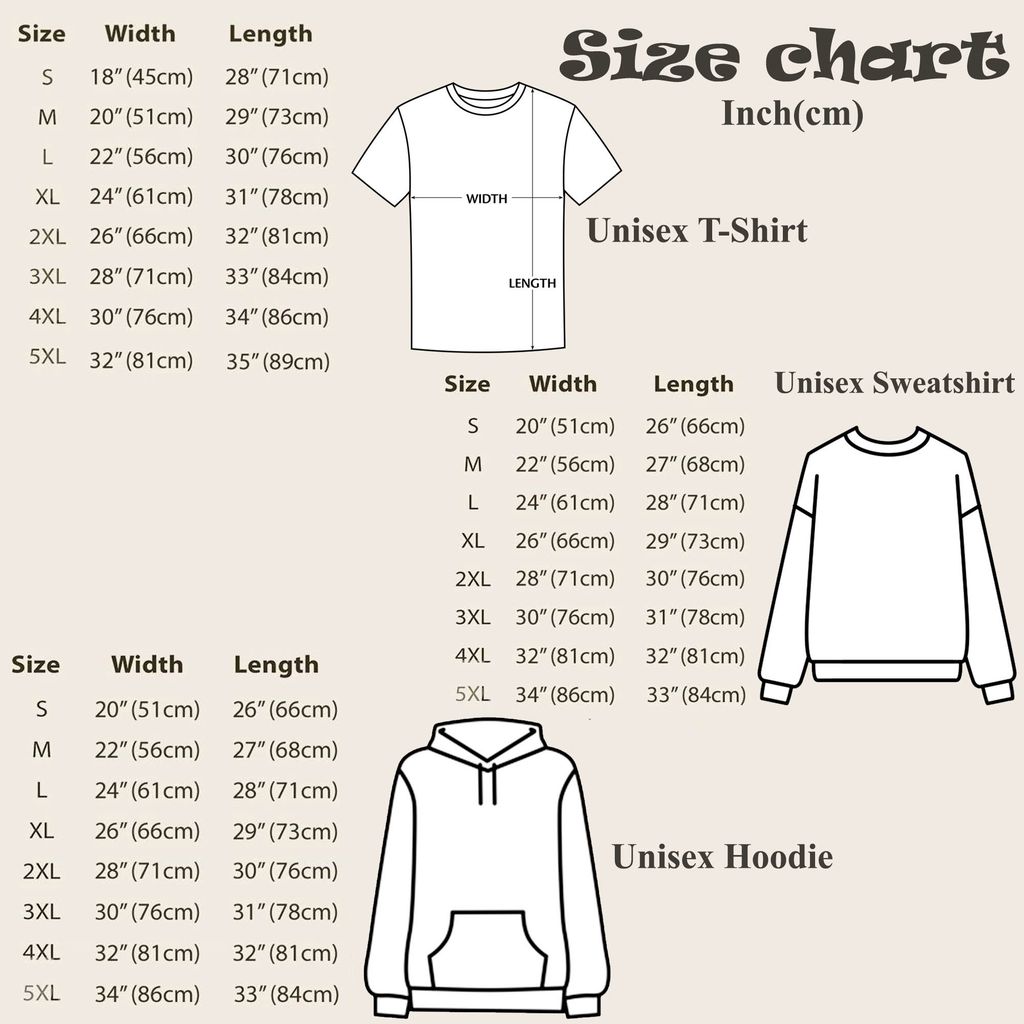 Size chart
Inch(cm)
Size Width Length
S 18” (45cm) 28” (71cm)
M 20” (51cm) 29” (73cm)
L 22” (56cm) 30” (76cm)
XL 24” (61cm) 31” (78cm)
2XL 26” (66cm) 32” (81cm)
3XL 28” (71cm) 33” (84cm)
4XL 30” (76cm) 34” (86cm)
5XL 32” (81cm) 35” (89cm)
WIDTH
LENGTH
Unisex T-Shirt
Unisex Sweatshirt
Size Width Length
S 20” (51cm) 26” (66cm)
M 22” (56cm) 27” (68cm)
L 24” (61cm) 28” (71cm)
XL 26” (66cm) 29” (73cm)
2XL 28” (71cm) 30” (76cm)
3XL 30” (76cm) 31” (78cm)
4XL 32” (81cm) 32” (81cm)
5XL 34” (86cm) 33” (84cm)
Size Width Length
S 20” (51cm) 26” (66cm)
M 22” (56cm) 27” (68cm)
L 24” (61cm) 28” (71cm)
XL 26” (66cm) 29” (73cm)
2XL 28” (71cm) 30” (76cm)
3XL 30” (76cm) 31” (78cm)
4XL 32” (81cm) 32” (81cm)
5XL 34” (86cm) 33” (84cm)
Unisex Hoodie